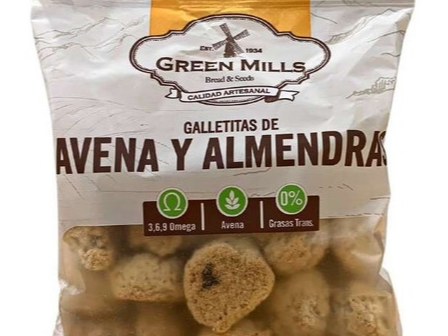 EST. 1934
GREEN MILLS
Bread & Seeds
CALIDAD ARTESANAL
GALLETITAS DE
AVENA Y ALMENDRAS
Ω 0%
3,6,9 Omega Avena Grasas Trans.